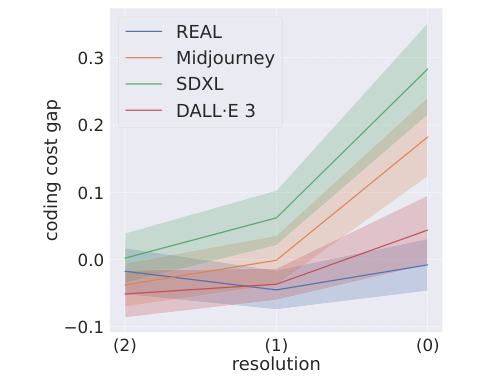 REAL
Midjourney
SDXL
DALL·E 3
coding cost gap
0.3
0.2
0.1
0.0
−0.1
(2) (1) (0)
resolution